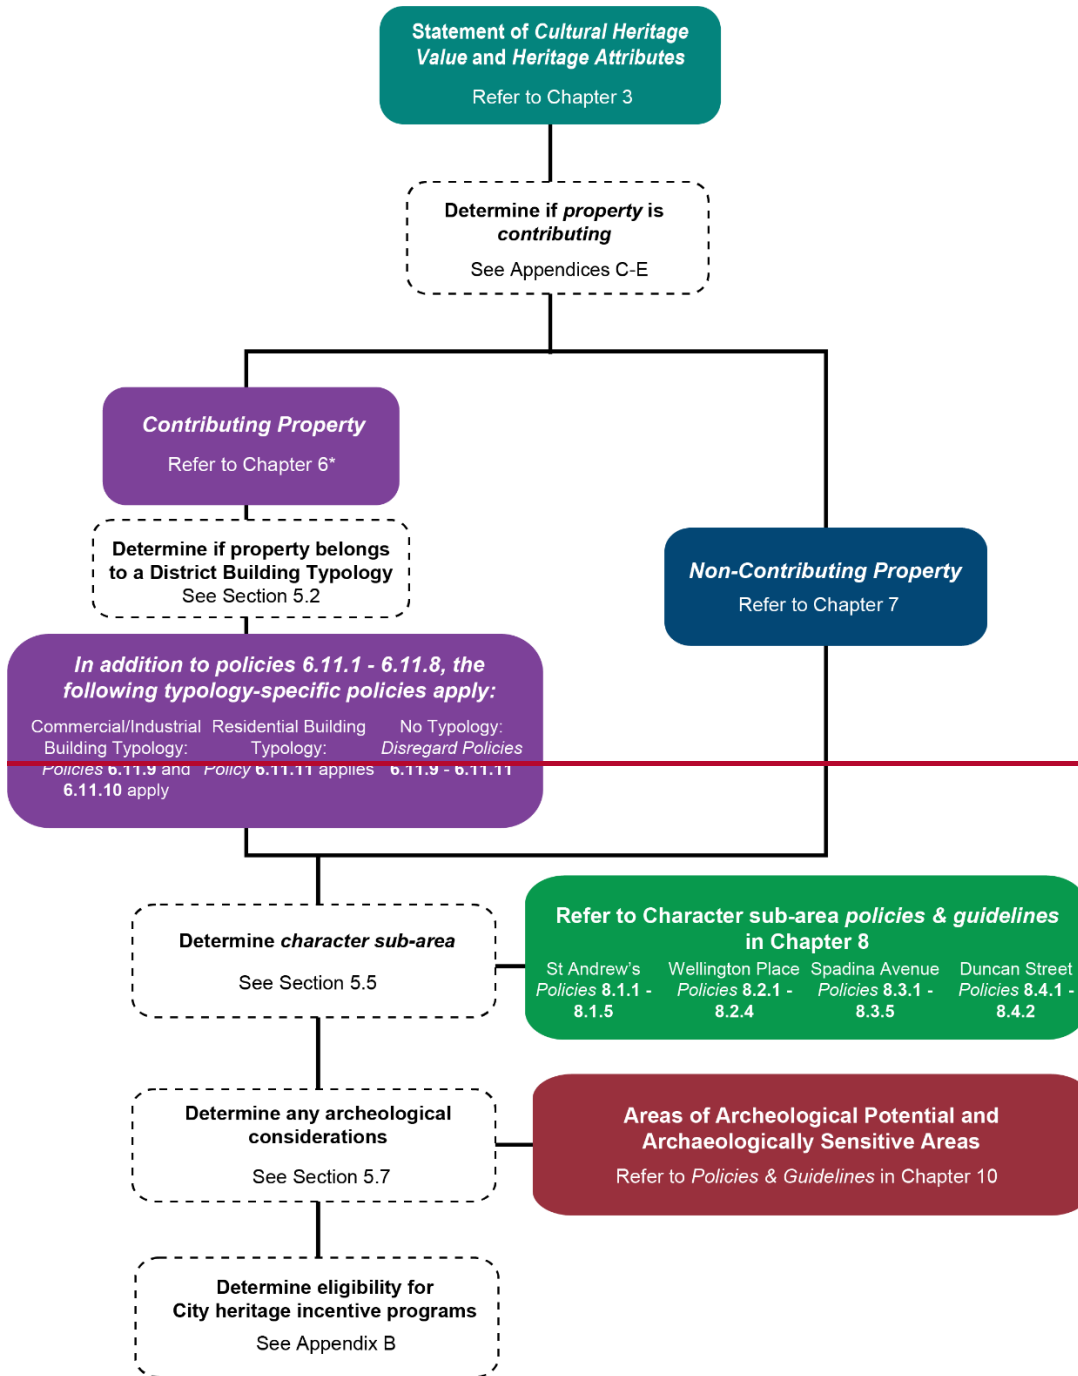 Statement of Cultural Heritage
Value and Heritage Attributes
Refer to Chapter 3
Determine if property is
contributing
See Appendices C-E
Contributing Property
Refer to Chapter 6*
Determine if property belongs
to a District Building Typology
See Section 5.2
Non-Contributing Property
Refer to Chapter 7
In addition to policies 6.11.1 - 6.11.8, the
following typology-specific policies apply:
Commercial/Industrial
Building Typology:
Policies 6.11.9 and
6.11.10 apply
Residential Building
Typology:
Policy 6.11.11 applies
No Typology:
Disregard Policies
6.11.9 - 6.11.11
Determine character sub-area
See Section 5.5
Refer to Character sub-area policies & guidelines
in Chapter 8
St Andrew's
Policies 8.1.1 -
8.1.5
Wellington Place
Policies 8.2.1 -
8.2.4
Spadina Avenue
Policies 8.3.1 -
8.3.5
Duncan Street
Policies 8.4.1 -
8.4.2
Determine any archeological
considerations
See Section 5.7
Areas of Archeological Potential and
Archaeologically Sensitive Areas
Refer to Policies & Guidelines in Chapter 10
Determine eligibility for
City heritage incentive programs
See Appendix B